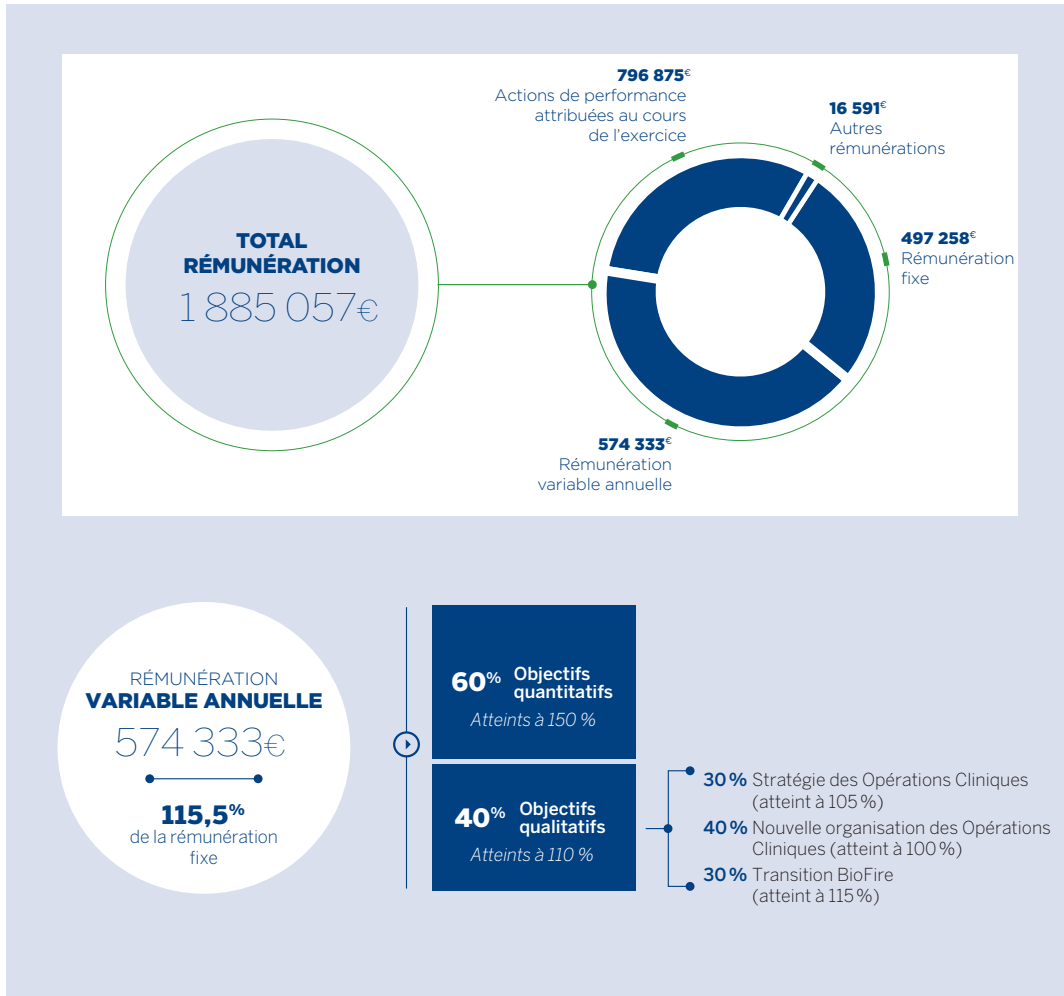 796 875€
Actions de performance
attribuées au cours
de l'exercice
16 591€
Autres
rémunérations
TOTAL
RÉMUNÉRATION
1 885 057€
497 258€
Rémunération
fixe
574 333€
Rémunération
variable annuelle
RÉMUNÉRATION
VARIABLE ANNUELLE
574 333€
115,5%
de la rémunération
fixe
60% Objectifs
quantitatifs
Atteints à 150 %
40% Objectifs
qualitatifs
Atteints à 110 %
30 % Stratégie des Opérations Cliniques
(atteint à 105 %)
40 % Nouvelle organisation des Opérations
Cliniques (atteint à 100 %)
30 % Transition BioFire
(atteint à 115 %)